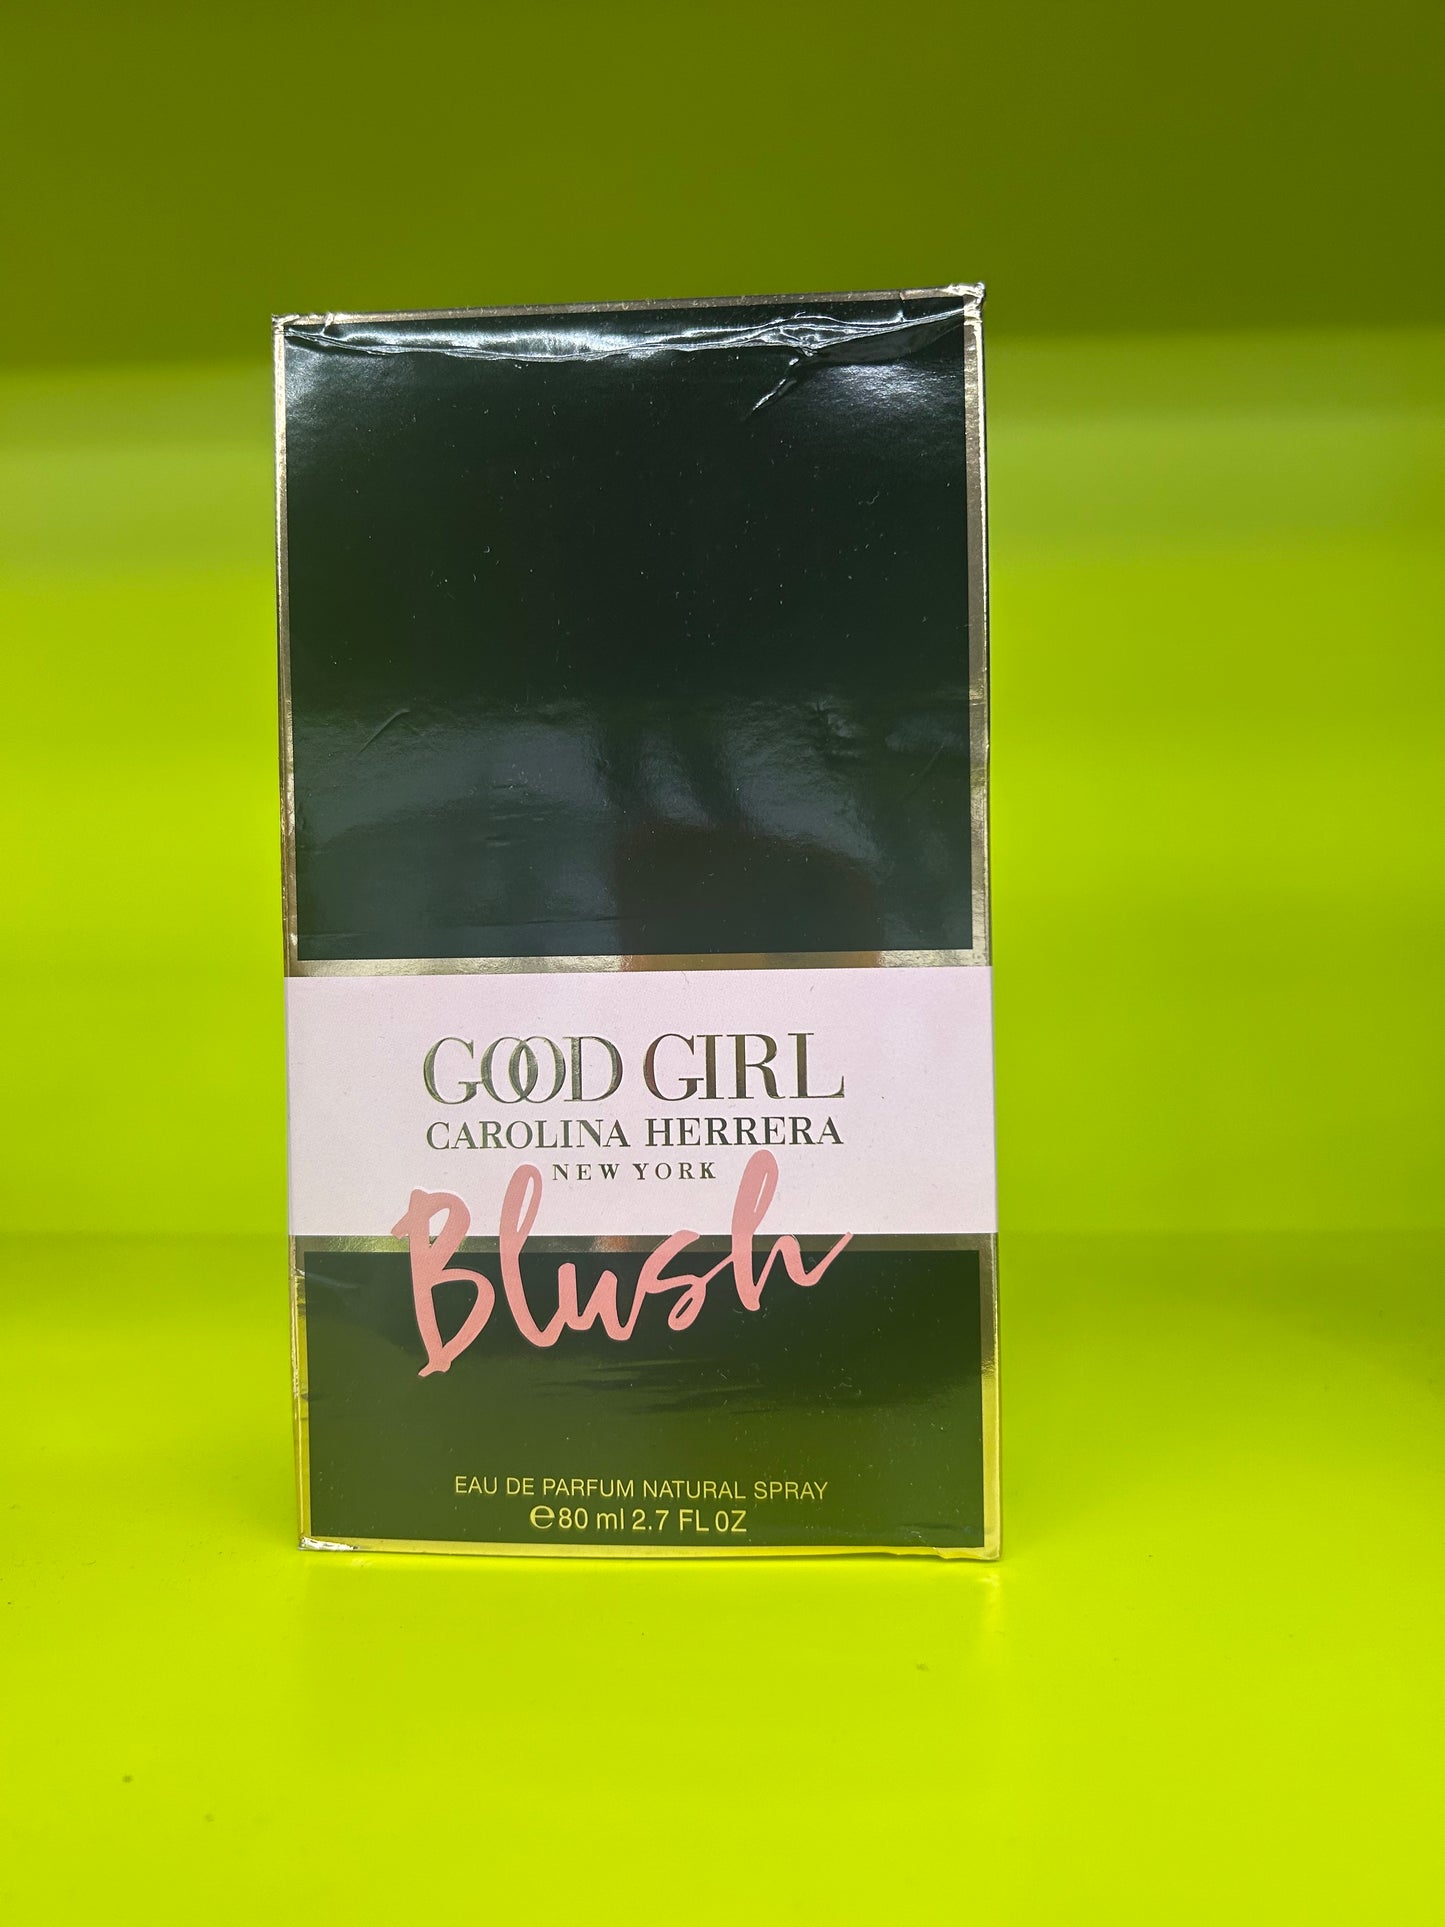 GOOD GIRL
CAROLINA HERRERA
NEW YORK
Blush
EAU DE PARFUM NATURAL SPRAY
℮80 ml 2.7 FL OZ